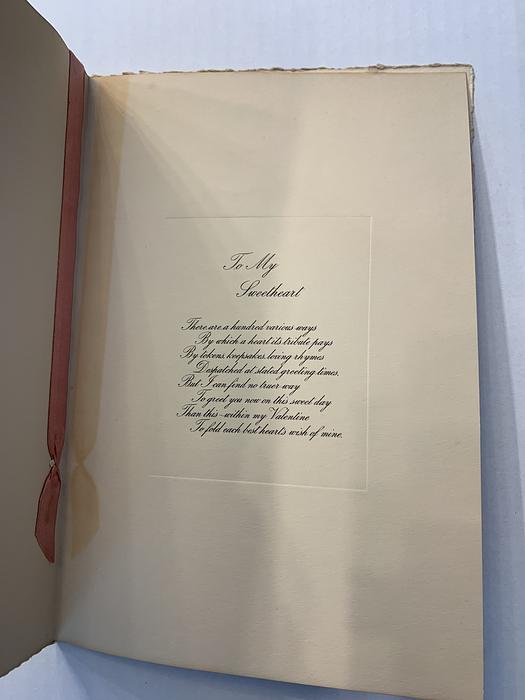 To My
Sweetheart
There are a hundred various ways
By which a heart its tribute pays
By tokens, keepsakes, loving rhymes
Despatched at stated greeting times,
But I can find no truer way
To greet you now on this sweet day
Than this–within my Valentine
To fold each best heart's wish of mine.